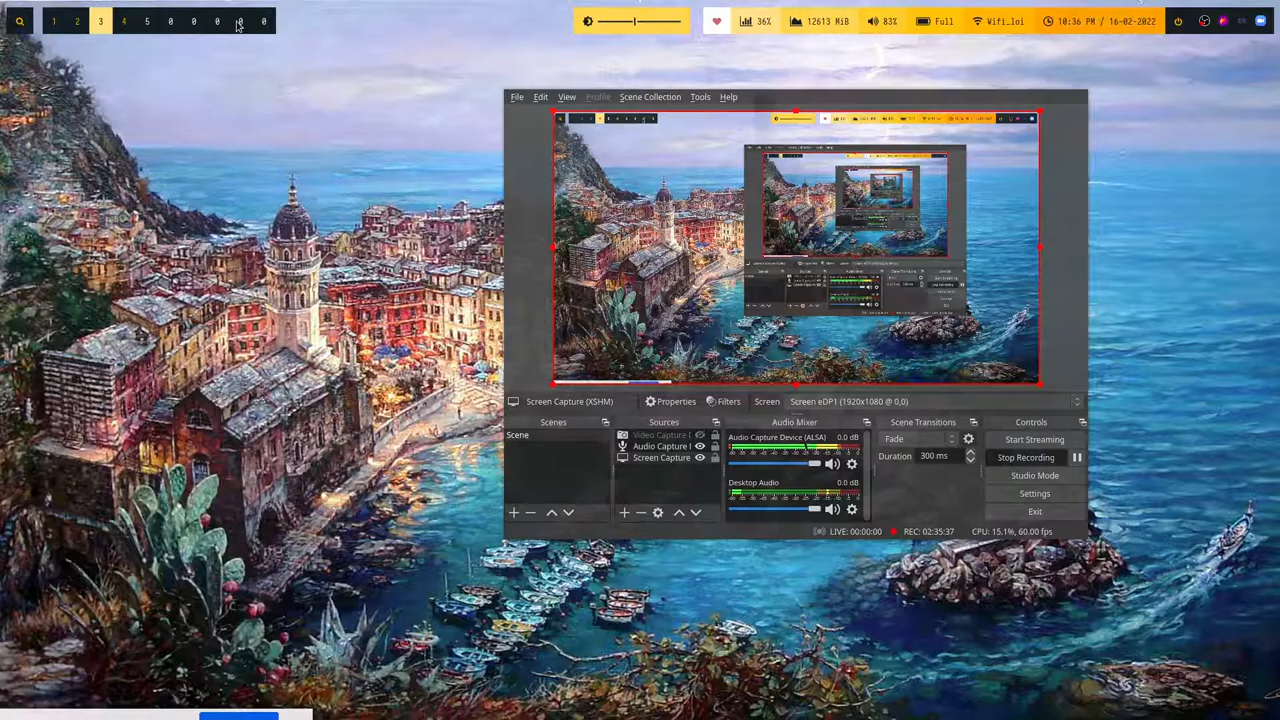 1 2 3 4 5 0 0 0 0 0
36% 12613 MiB 83% Full Wifi_loi 10:36 PM / 16-02-2022
File Edit View Profile Scene Collection Tools Help
Screen Capture (XSHM) Properties Filters Screen Screen eDP1 (1920x1080 @ 0,0)
Scenes Sources Audio Mixer Scene Transitions Controls
Scene Video Capture Audio Capture Device (ALSA) 0.0 dB Fade Start Streaming
Audio Capture
Screen Capture Duration 300 ms Stop Recording
Studio Mode
Desktop Audio 0.0 dB
Settings
Exit
LIVE: 00:00:00 REC: 02:35:37 CPU: 15.1%, 60.00 fps